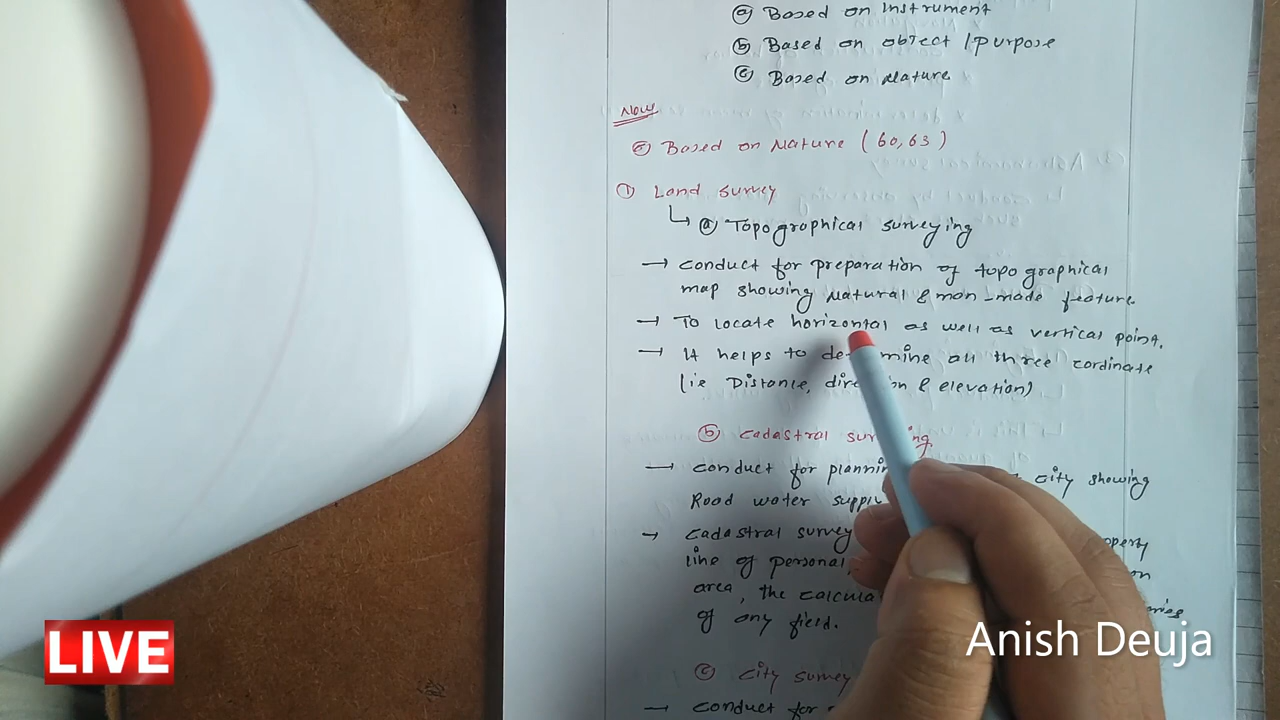 (a) Based on Instrument
(b) Based on object / purpose
(c) Based on Nature
Now
(c) Based on Nature (60,63)
(1) Land survey
(a) Topographical surveying
→ conduct for preparation of topographical
map showing Natural & man-made feature
→ To locate horizontal as well as vertical point.
→ It helps to determine all three cordinate
(ie Distance, direction & elevation)
(b) cadastral surveying
→ conduct for city showing
Road water
→ cadastral survey
line of personal on
area, the
of any field.
(c) city survey
→ conduct for
LIVE
Anish Deuja